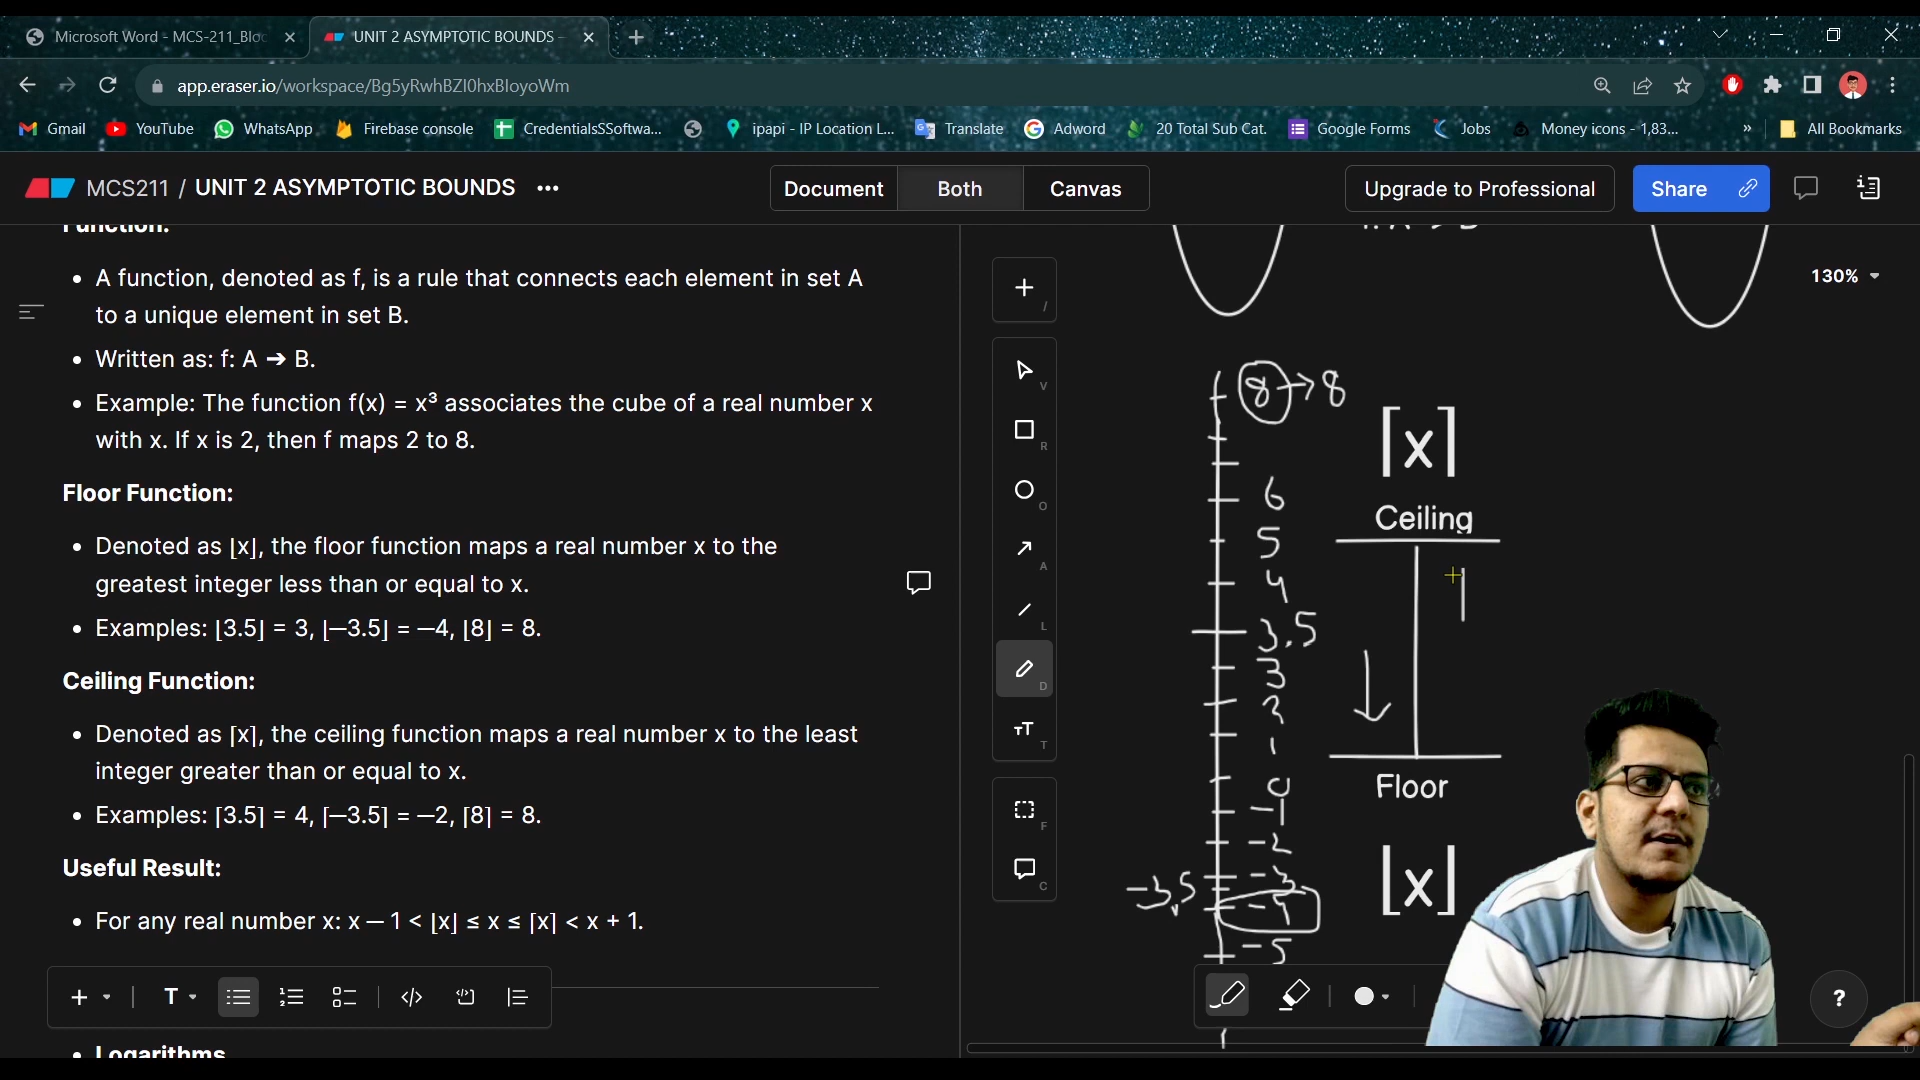 Microsoft Word - MCS-211_Bloc
UNIT 2 ASYMPTOTIC BOUNDS -
app.eraser.io/workspace/Bg5yRwhBZI0hxBIoyoWm
Gmail
YouTube
WhatsApp
Firebase console
CredentialsSSoftwa...
ipapi - IP Location L...
Translate
Adword
20 Total Sub Cat.
Google Forms
Jobs
Money icons - 1,83...
»
All Bookmarks
MCS211 / UNIT 2 ASYMPTOTIC BOUNDS
Document
Both
Canvas
Upgrade to Professional
Share
Function:
• A function, denoted as f, is a rule that connects each element in set A
to a unique element in set B.
• Written as: f: A ➔ B.
• Example: The function f(x) = x³ associates the cube of a real number x
with x. If x is 2, then f maps 2 to 8.
Floor Function:
• Denoted as ⌊x⌋, the floor function maps a real number x to the
greatest integer less than or equal to x.
• Examples: ⌊3.5⌋ = 3, ⌊—3.5⌋ = —4, ⌊8⌋ = 8.
Ceiling Function:
• Denoted as ⌈x⌉, the ceiling function maps a real number x to the least
integer greater than or equal to x.
• Examples: ⌈3.5⌉ = 4, ⌈—3.5⌉ = —2, ⌈8⌉ = 8.
Useful Result:
• For any real number x: x — 1 < ⌊x⌋ ≤ x ≤ ⌈x⌉ < x + 1.
T
• Logarithms
/
V
R
O
A
L
D
TT
T
F
C
130%
8 → 8
6
5
4
3.5
3
2
1
0
-1
-2
-3
-3.5
-4
-5
⌈x⌉
Ceiling
Floor
⌊x⌋
?